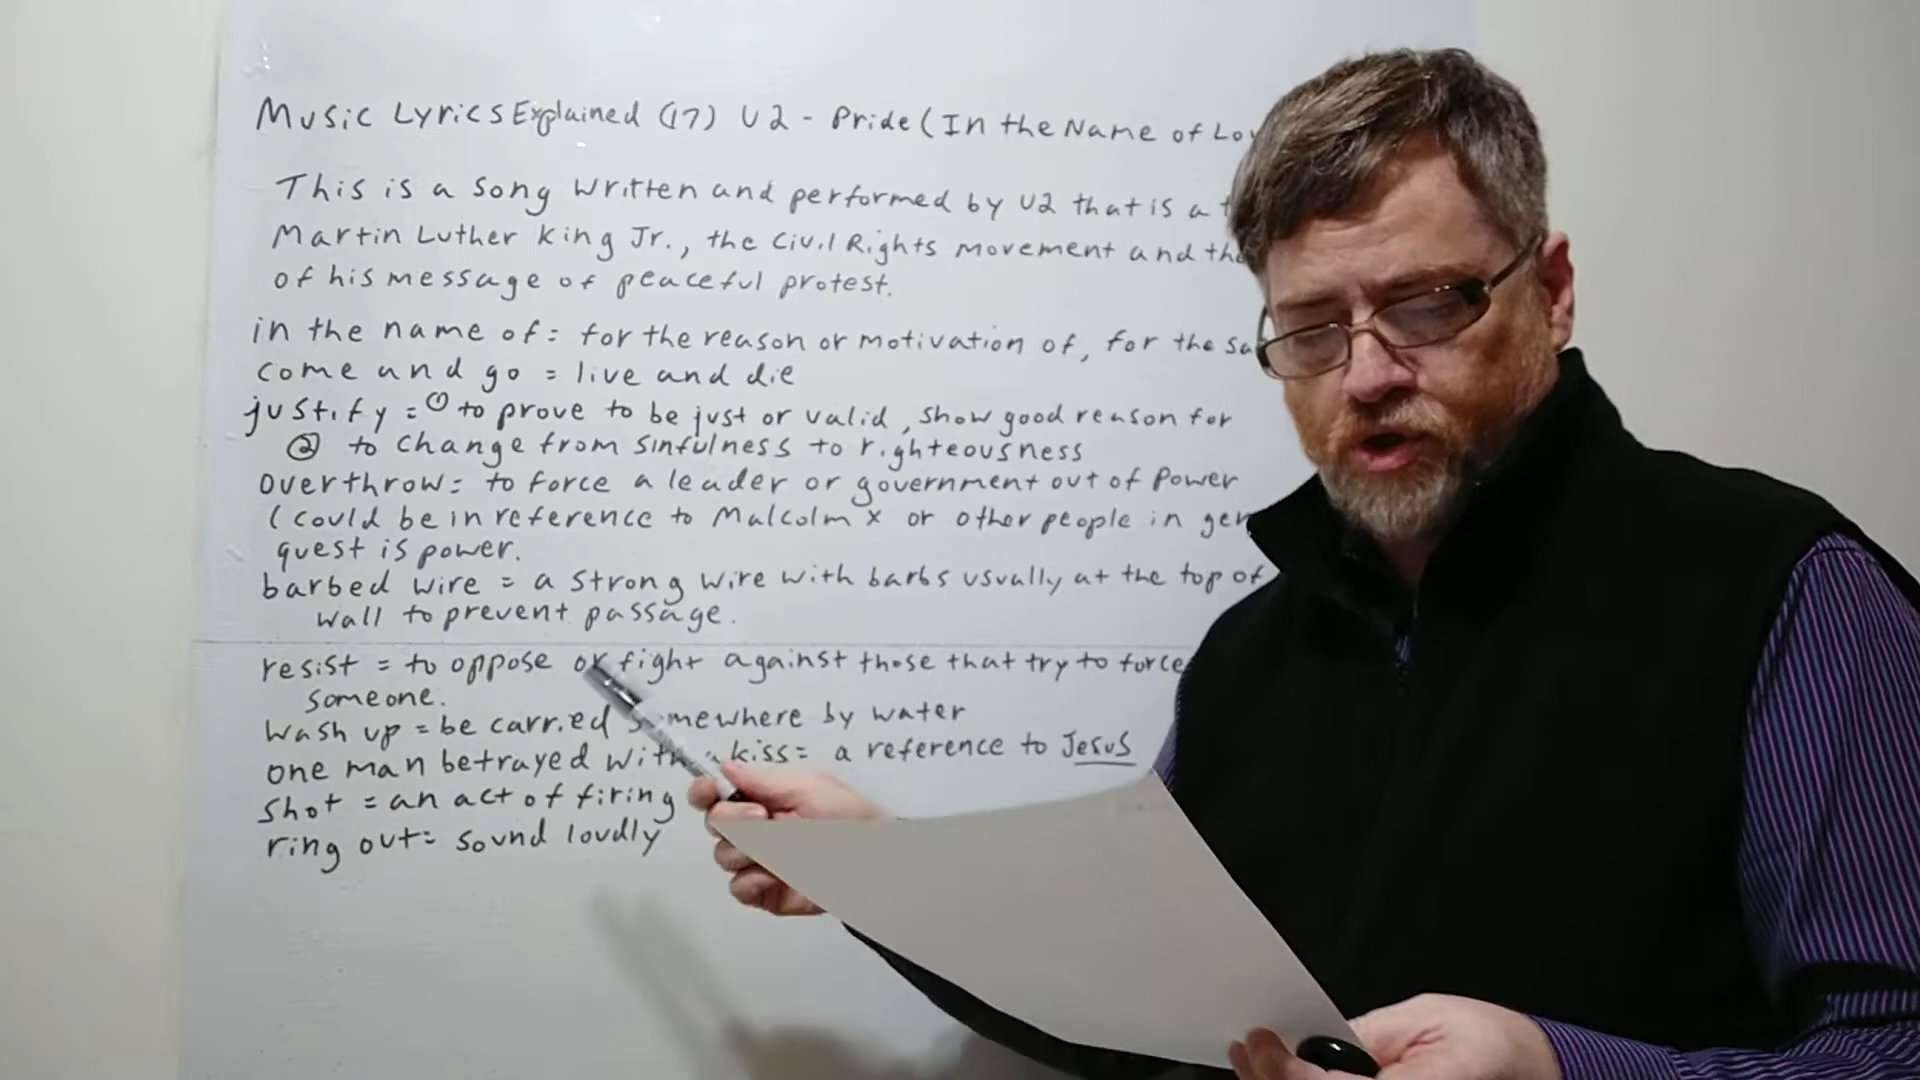 Music Lyrics Explained (17) U2 - Pride (In the Name of Lov
This is a song written and performed by U2 that is a t
Martin Luther King Jr., the Civil Rights movement and the
of his message of peaceful protest.
in the name of = for the reason or motivation of, for the sa
come and go = live and die
justify = ① to prove to be just or valid, show good reason for
② to change from sinfulness to righteousness
overthrow = to force a leader or government out of power
(could be in reference to Malcolm X or other people in gen
quest is power.
barbed wire = a strong wire with barbs usually at the top of
wall to prevent passage.
resist = to oppose or fight against those that try to force
someone.
wash up = be carried somewhere by water
one man betrayed with a kiss = a reference to Jesus
shot = an act of firing
ring out = sound loudly